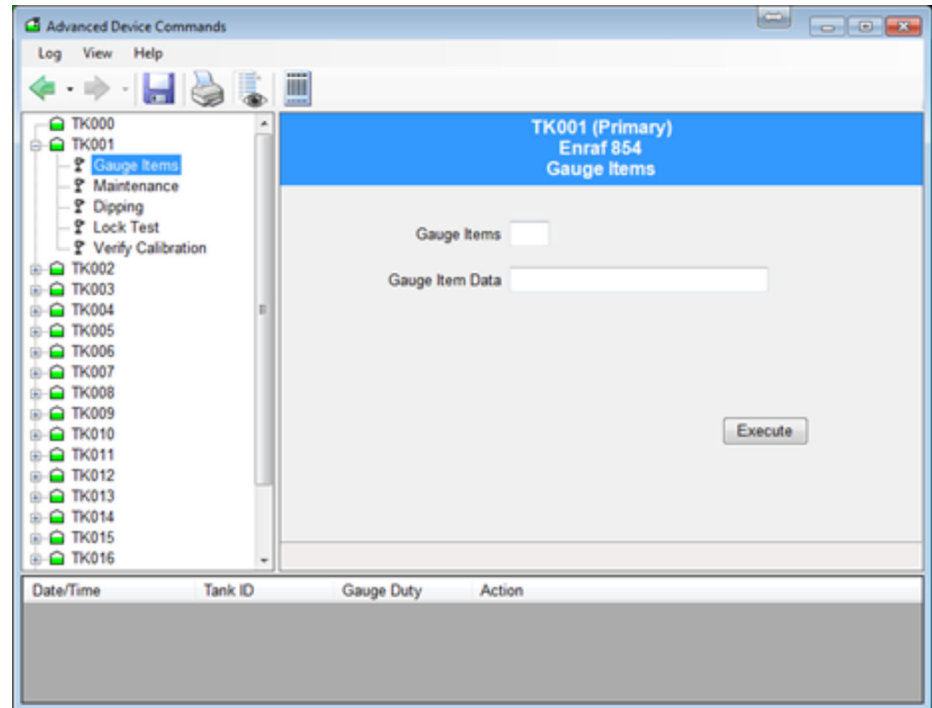 Advanced Device Commands
Log View Help
TK000
TK001
Gauge Items
Maintenance
Dipping
Lock Test
Verify Calibration
TK002
TK003
TK004
TK005
TK006
TK007
TK008
TK009
TK010
TK011
TK012
TK013
TK014
TK015
TK016
TK001 (Primary)
Enraf 854
Gauge Items
Gauge Items
Gauge Item Data
Execute
Date/Time Tank ID Gauge Duty Action